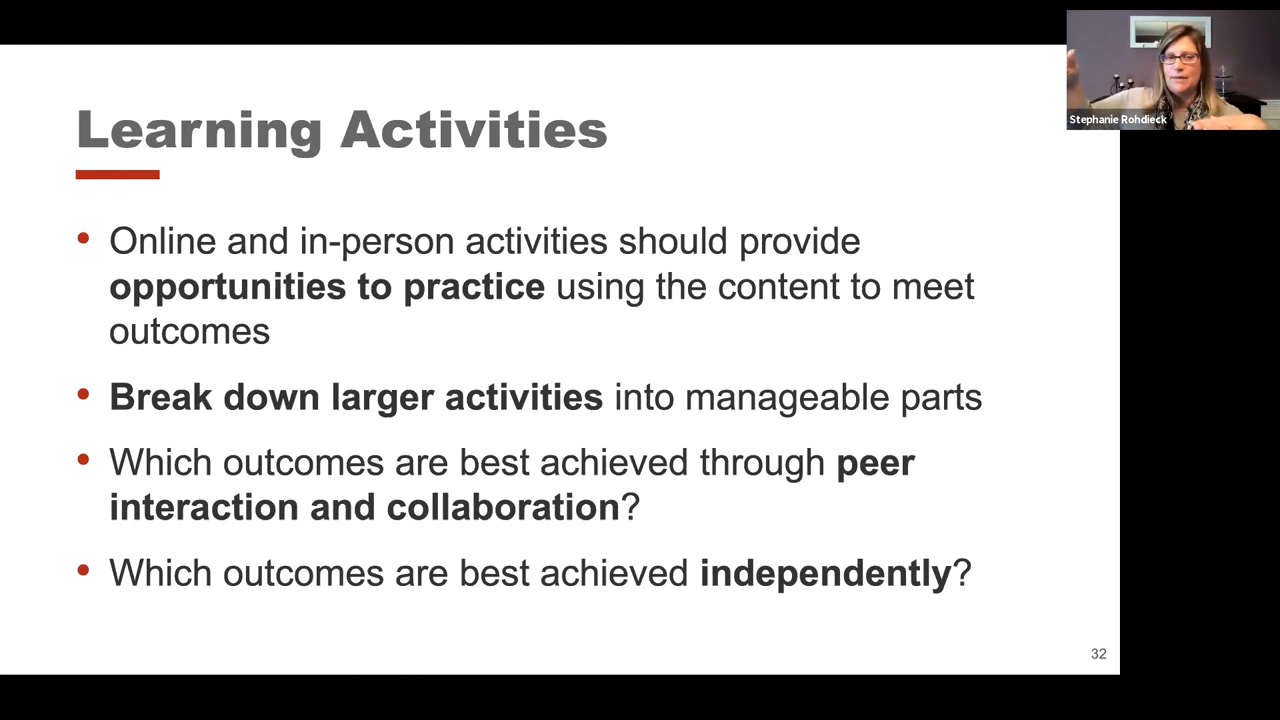 Learning Activities
• Online and in-person activities should provide
opportunities to practice using the content to meet
outcomes
• Break down larger activities into manageable parts
• Which outcomes are best achieved through peer
interaction and collaboration?
• Which outcomes are best achieved independently?
32
Stephanie Rohdieck